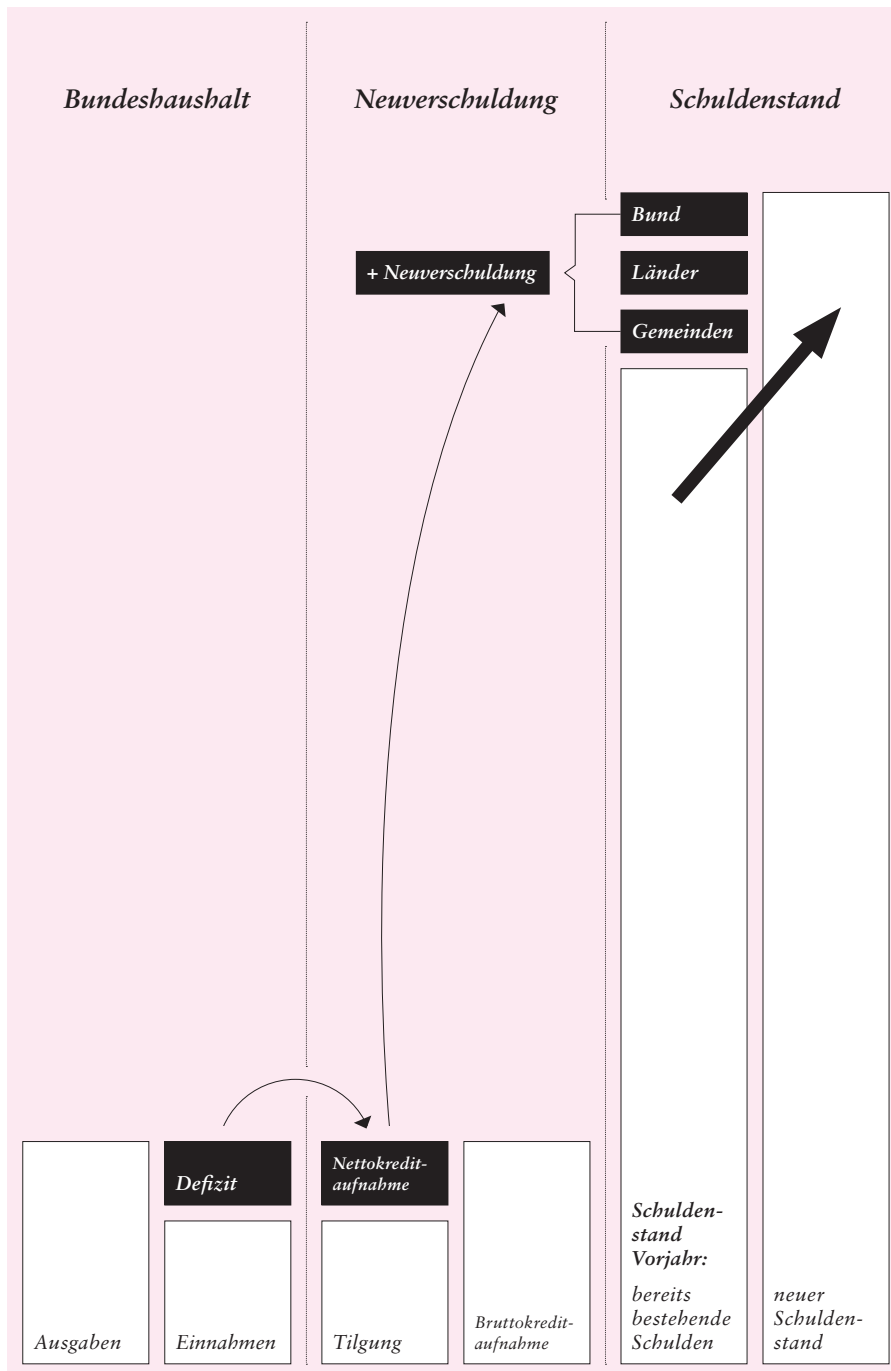 Bundeshaushalt
Neuverschuldung
Schuldenstand
Bund
+ Neuverschuldung
Länder
Gemeinden
Defizit
Nettokredit-
aufnahme
Schulden-
stand
Vorjahr:
bereits
bestehende
Schulden
neuer
Schulden-
stand
Ausgaben
Einnahmen
Tilgung
Bruttokredit-
aufnahme